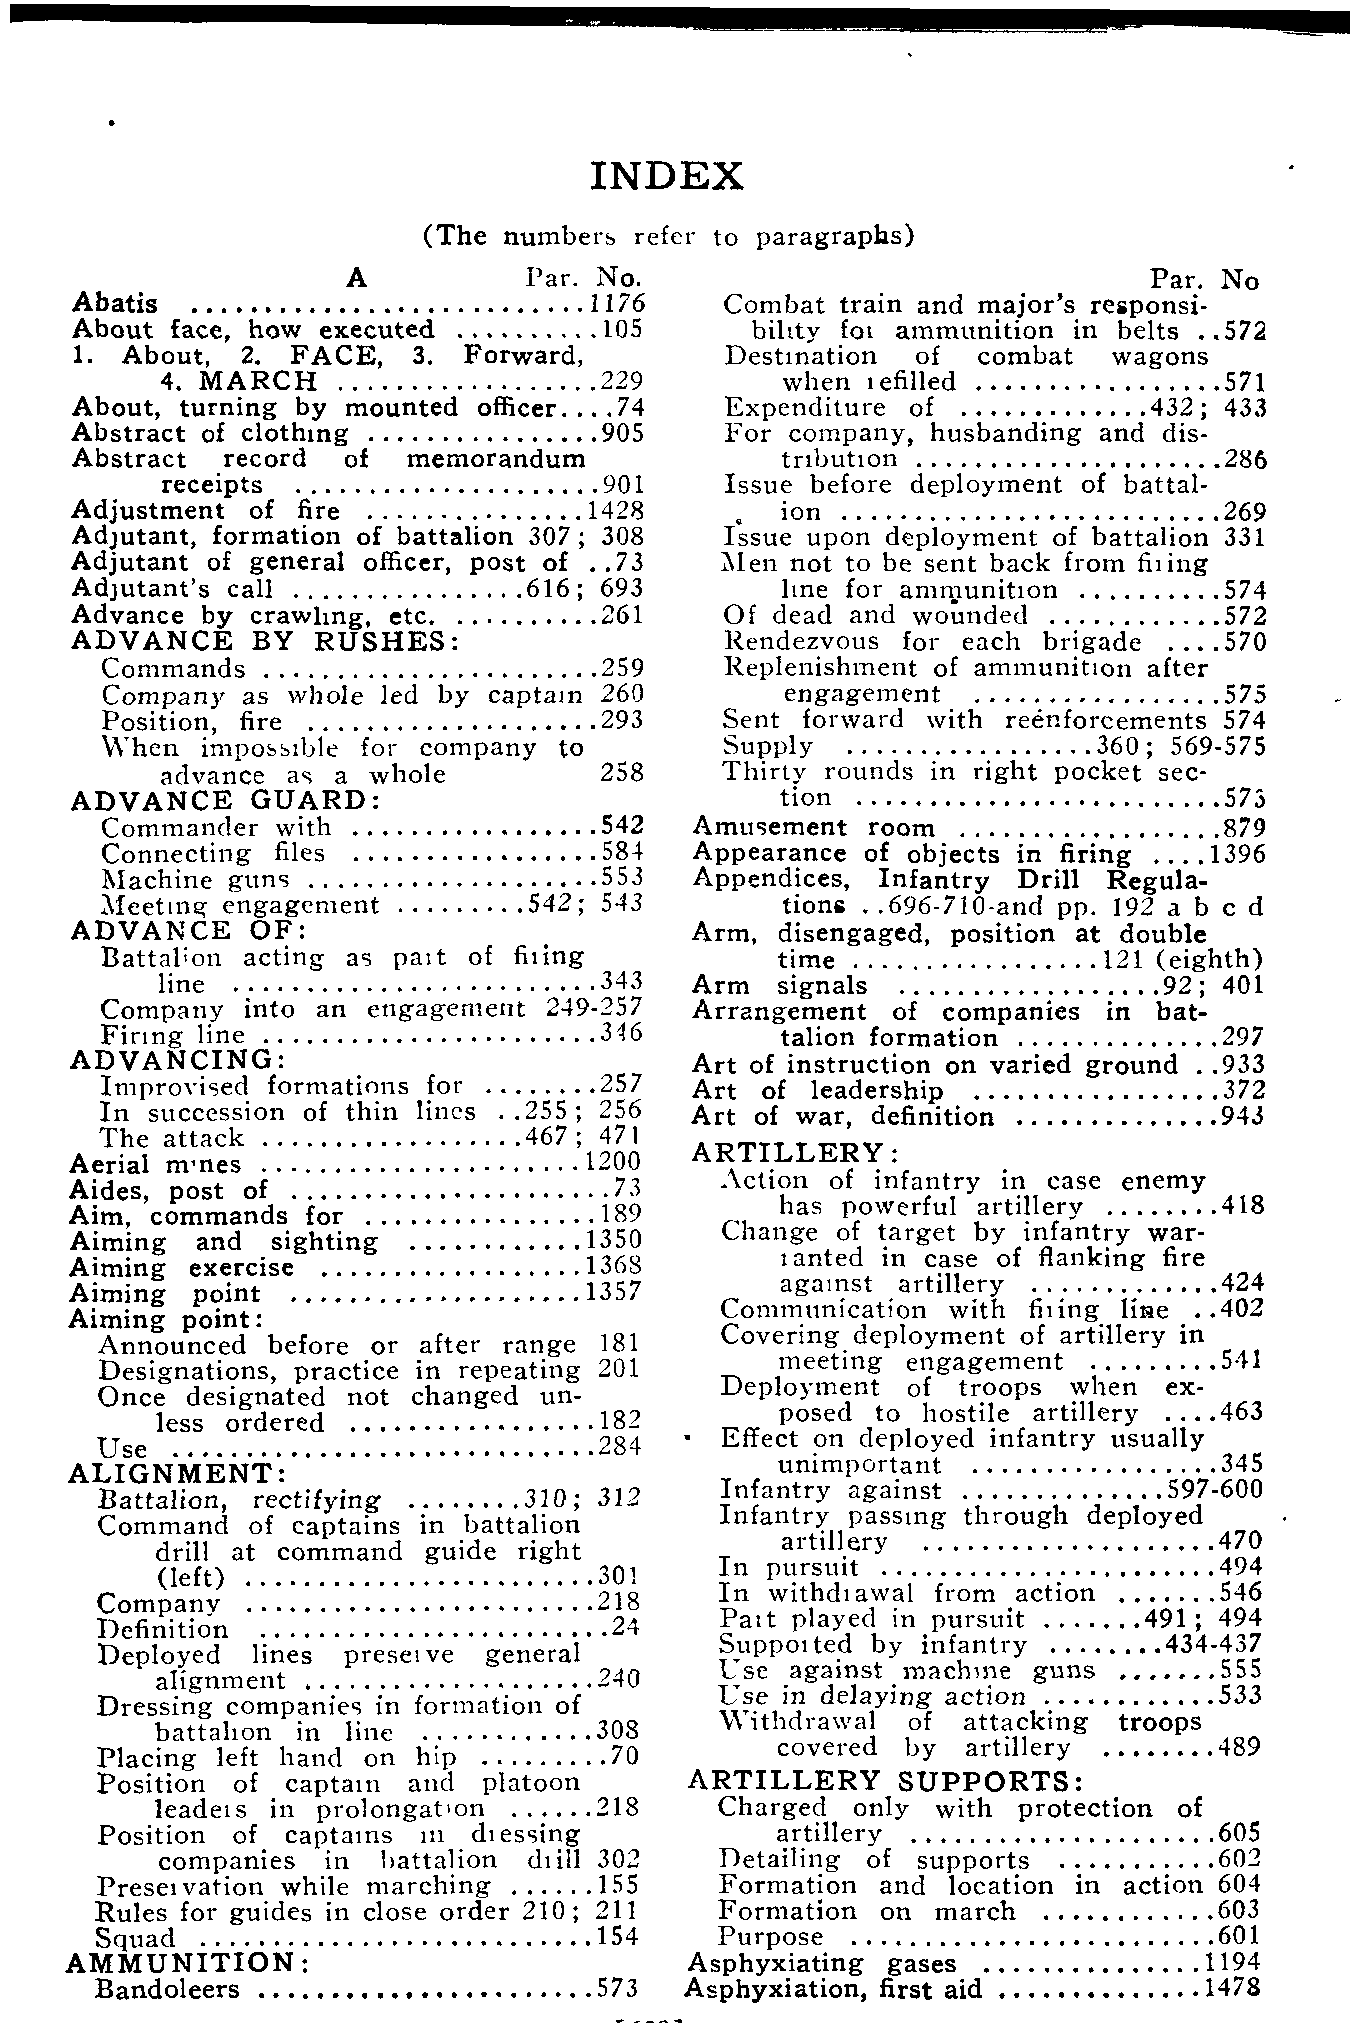 INDEX
(The numbers refer to paragraphs)
A Par. No.
Abatis ...........................1176
About face, how executed ..........105
1. About, 2. FACE, 3. Forward,
4. MARCH ..................229
About, turning by mounted officer....74
Abstract of clothing ................905
Abstract record of memorandum
receipts .....................901
Adjustment of fire ...............1428
Adjutant, formation of battalion 307; 308
Adjutant of general officer, post of ..73
Adjutant's call ................616; 693
Advance by crawling, etc. ..........261
ADVANCE BY RUSHES:
Commands .......................259
Company as whole led by captain 260
Position, fire ....................293
When impossible for company to
advance as a whole 258
ADVANCE GUARD:
Commander with .................542
Connecting files .................584
Machine guns ....................553
Meeting engagement .........542; 543
ADVANCE OF:
Battalion acting as part of firing
line .........................343
Company into an engagement 249-257
Firing line .......................346
ADVANCING:
Improvised formations for ........257
In succession of thin lines ..255; 256
The attack ..................467; 471
Aerial mines ......................1200
Aides, post of ......................73
Aim, commands for ................189
Aiming and sighting ............1350
Aiming exercise ..................1368
Aiming point ....................1357
Aiming point:
Announced before or after range 181
Designations, practice in repeating 201
Once designated not changed un-
less ordered .................182
Use .............................284
ALIGNMENT:
Battalion, rectifying ........310; 312
Command of captains in battalion
drill at command guide right
(left) ........................301
Company ........................218
Definition ........................24
Deployed lines preserve general
alignment ....................240
Dressing companies in formation of
battalion in line ............308
Placing left hand on hip .........70
Position of captain and platoon
leaders in prolongation ......218
Position of captains in dressing
companies in battalion drill 302
Preservation while marching ......155
Rules for guides in close order 210; 211
Squad ...........................154
AMMUNITION:
Bandoleers .......................573
Par. No
Combat train and major's responsi-
bility for ammunition in belts ..572
Destination of combat wagons
when refilled .................571
Expenditure of .............432; 433
For company, husbanding and dis-
tribution .....................286
Issue before deployment of battal-
ion ..........................269
Issue upon deployment of battalion 331
Men not to be sent back from firing
line for ammunition ..........574
Of dead and wounded ............572
Rendezvous for each brigade ....570
Replenishment of ammunition after
engagement .................575
Sent forward with reënforcements 574
Supply .................360; 569-575
Thirty rounds in right pocket sec-
tion .........................573
Amusement room ..................879
Appearance of objects in firing ....1396
Appendices, Infantry Drill Regula-
tions ..696-710-and pp. 192 a b c d
Arm, disengaged, position at double
time .................121 (eighth)
Arm signals ..................92; 401
Arrangement of companies in bat-
talion formation ..............297
Art of instruction on varied ground ..933
Art of leadership .................372
Art of war, definition ..............943
ARTILLERY:
Action of infantry in case enemy
has powerful artillery ........418
Change of target by infantry war-
ranted in case of flanking fire
against artillery .............424
Communication with firing line ..402
Covering deployment of artillery in
meeting engagement .........541
Deployment of troops when ex-
posed to hostile artillery ....463
Effect on deployed infantry usually
unimportant .................345
Infantry against ..............597-600
Infantry passing through deployed
artillery ....................470
In pursuit .......................494
In withdrawal from action .......546
Part played in pursuit .......491; 494
Supported by infantry ........434-437
Use against machine guns .......555
Use in delaying action ............533
Withdrawal of attacking troops
covered by artillery ........489
ARTILLERY SUPPORTS:
Charged only with protection of
artillery .....................605
Detailing of supports ...........602
Formation and location in action 604
Formation on march ............603
Purpose .........................601
Asphyxiating gases ...............1194
Asphyxiation, first aid ..............1478